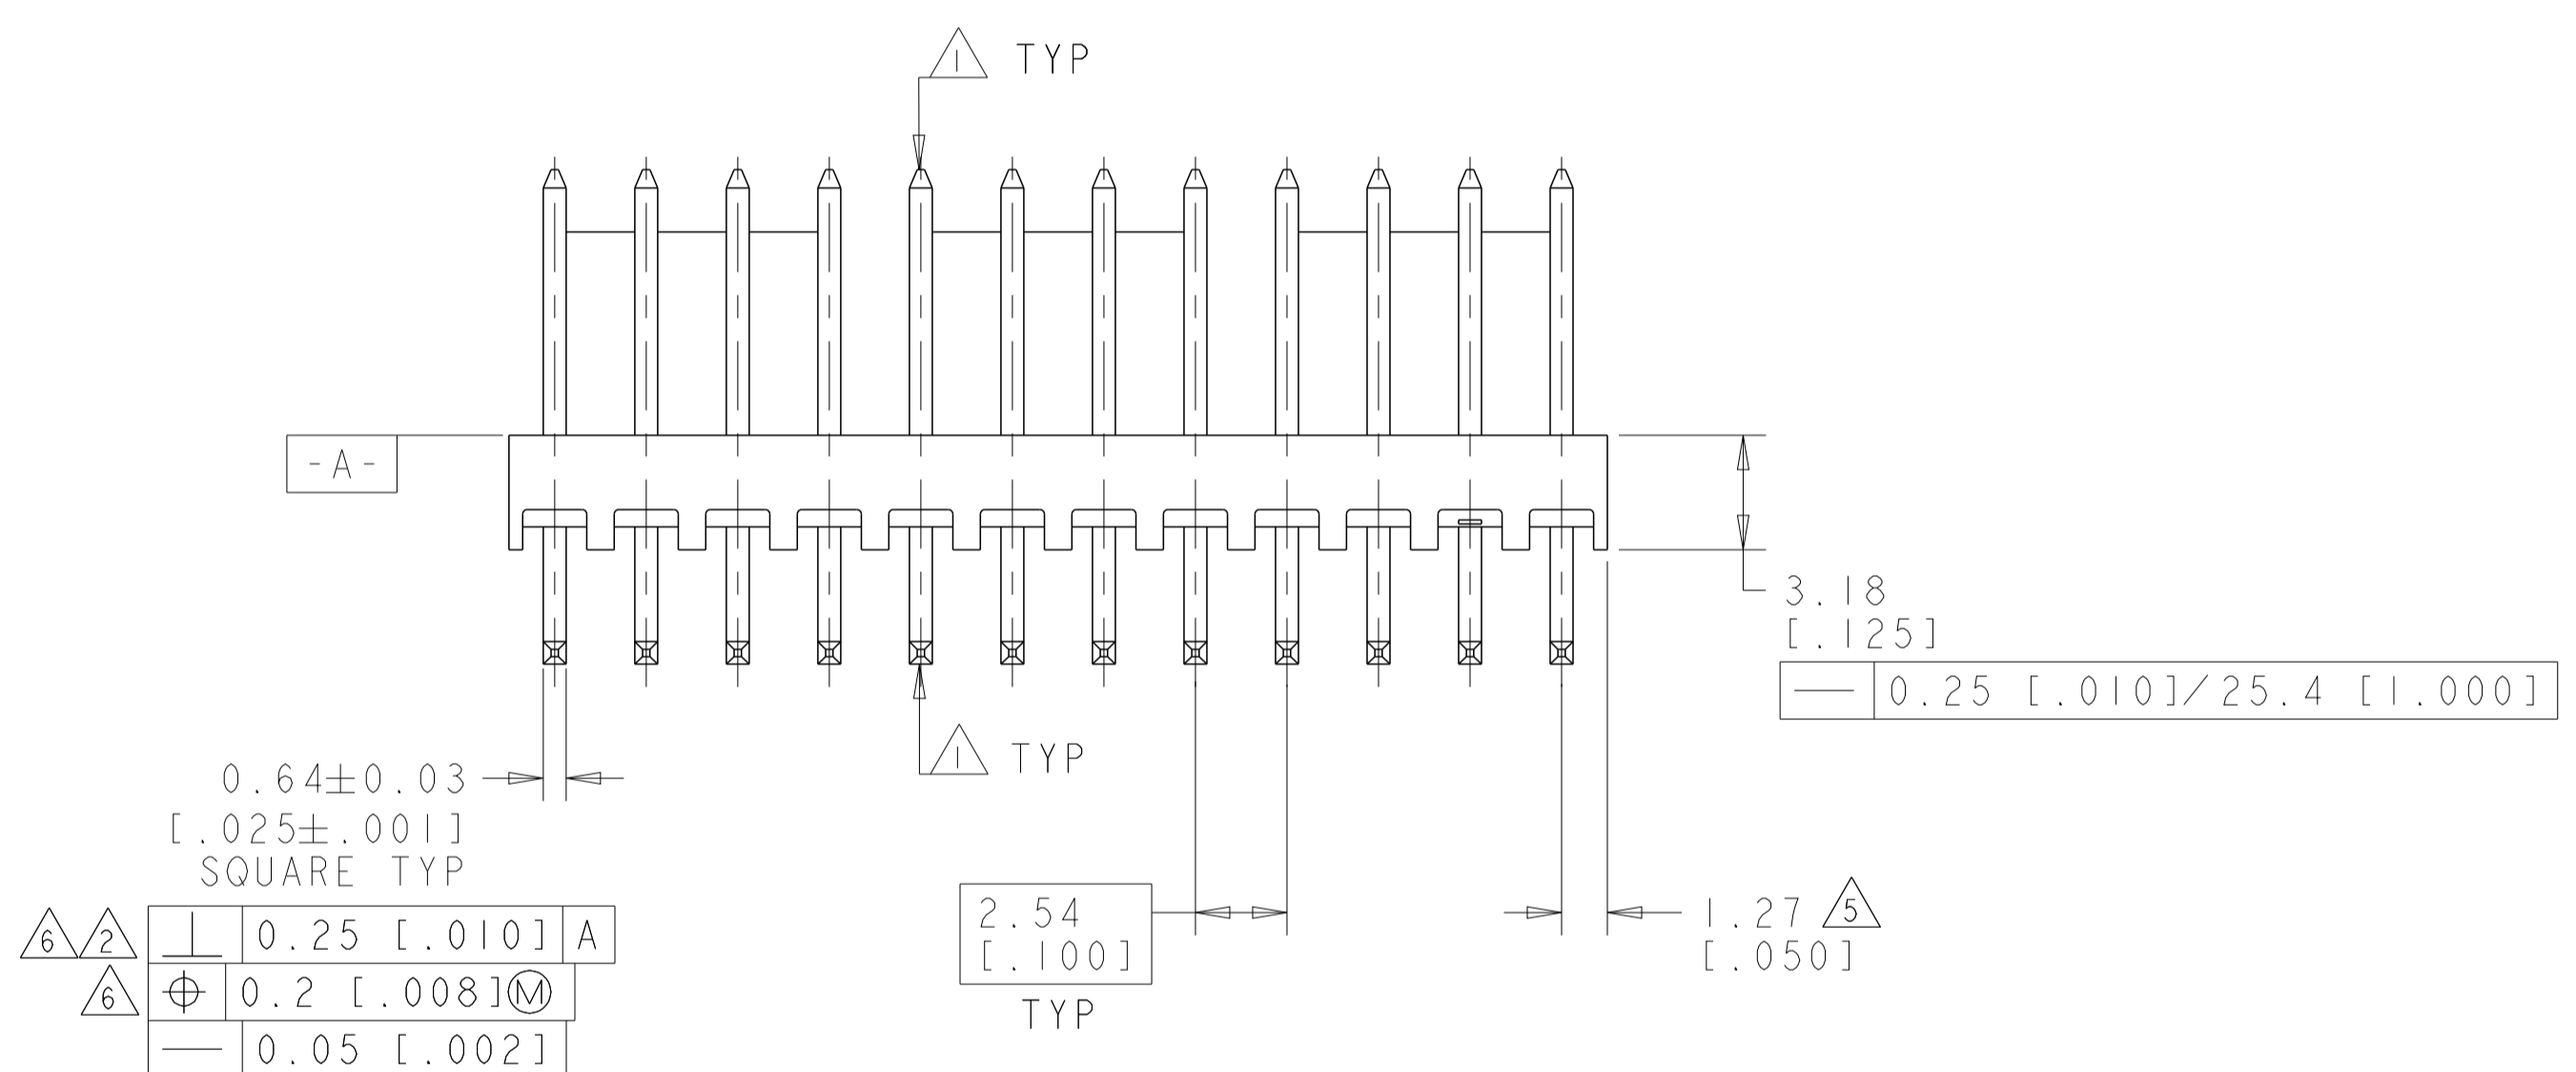 1 TYP
-A-
3.18
[.125]
— 0.25 [.010]/25.4 [1.000]
1 TYP
0.64±0.03
[.025±.001]
SQUARE TYP
6 2 ⊥ 0.25 [.010] A
6 ⌖ 0.2 [.008]Ⓜ
— 0.05 [.002]
2.54
[.100]
TYP
1.27 5
[.050]